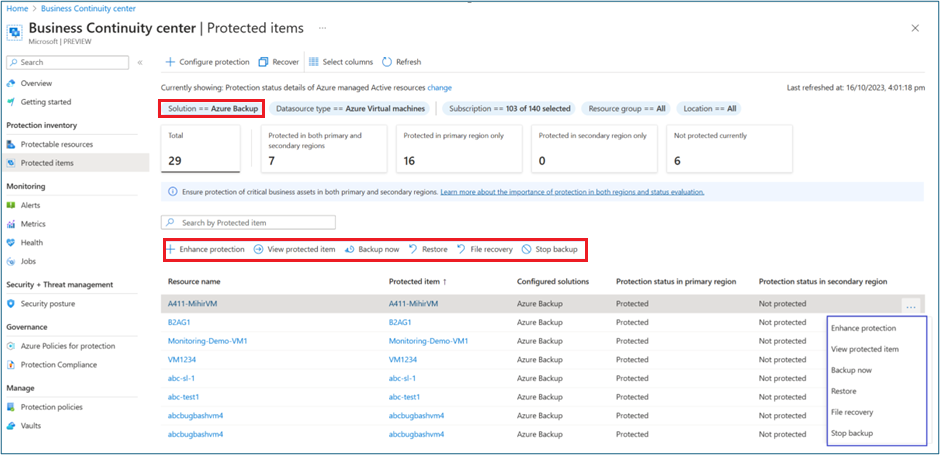 Home > Business Continuity center >
Business Continuity center | Protected items ...
Microsoft | PREVIEW
Search «
Overview
Getting started
Protection inventory
Protectable resources
Protected items
Monitoring
Alerts
Metrics
Health
Jobs
Security + Threat management
Security posture
Governance
Azure Policies for protection
Protection Compliance
Manage
Protection policies
Vaults
Configure protection Recover Select columns Refresh
Currently showing: Protection status details of Azure managed Active resources change Last refreshed at: 16/10/2023, 4:01:18 pm
Solution == Azure Backup Datasource type == Azure Virtual machines Subscription == 103 of 140 selected Resource group == All Location == All
Total
29
Protected in both primary and
secondary regions
7
Protected in primary region only
16
Protected in secondary region only
0
Not protected currently
6
Ensure protection of critical business assets in both primary and secondary regions. Learn more about the importance of protection in both regions and status evaluation.
Search by Protected item
Enhance protection View protected item Backup now Restore File recovery Stop backup
Resource name Protected item ↑ Configured solutions Protection status in primary region Protection status in secondary region
A411-MihirVM A411-MihirVM Azure Backup Protected Not protected ...
B2AG1 B2AG1 Azure Backup Protected Not protected
Monitoring-Demo-VM1 Monitoring-Demo-VM1 Azure Backup Protected Not protected
VM1234 VM1234 Azure Backup Protected Not protected
abc-sl-1 abc-sl-1 Azure Backup Protected Not protected
abc-test1 abc-test1 Azure Backup Protected Not protected
abcbugbashvm4 abcbugbashvm4 Azure Backup Protected Not protected
abcbugbashvm4 abcbugbashvm4 Azure Backup Protected Not protected
Enhance protection
View protected item
Backup now
Restore
File recovery
Stop backup